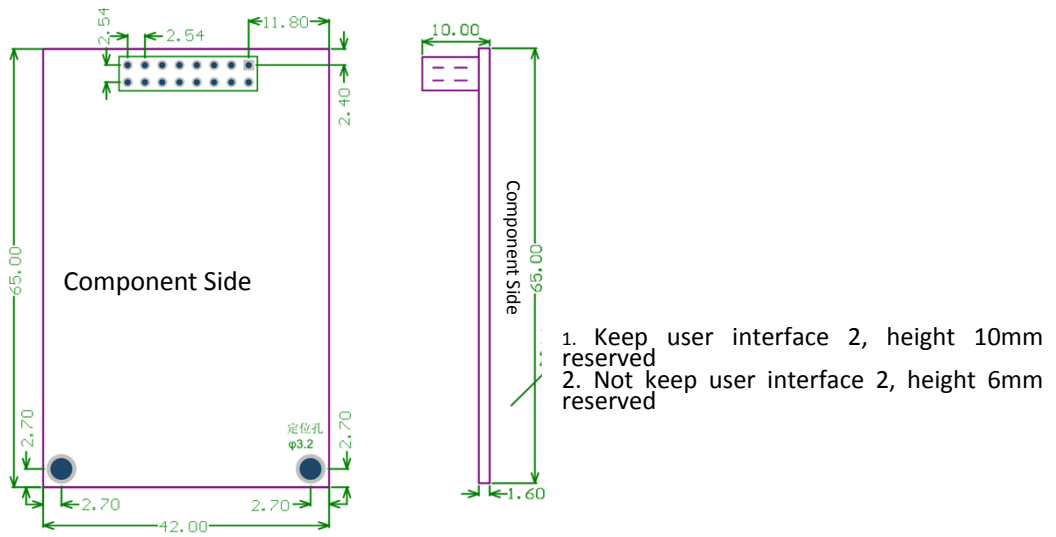 2.54
2.54
11.80
2.40
65.00
Component Side
2.70
定位孔
φ3.2
2.70
2.70
2.70
42.00
10.00
Component Side
65.00
1.60
1. Keep user interface 2, height 10mm
reserved
2. Not keep user interface 2, height 6mm
reserved